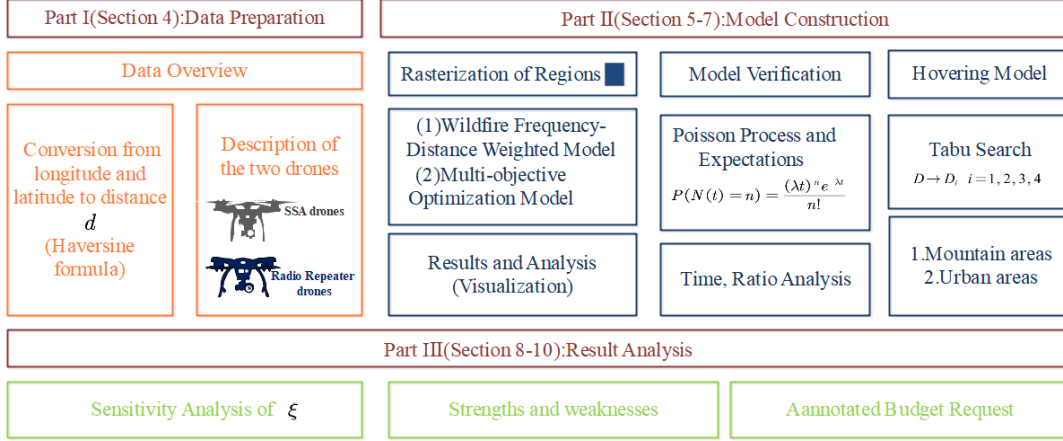 Part I(Section 4):Data Preparation
Part II(Section 5-7):Model Construction
Data Overview
Conversion from
longitude and
latitude to distance
d
(Haversine
formula)
Description of
the two drones
SSA drones
Radio Repeater
drones
Rasterization of Regions
(1)Wildfire Frequency-
Distance Weighted Model
(2)Multi-objective
Optimization Model
Results and Analysis
(Visualization)
Model Verification
Poisson Process and
Expectations
P(N(t)=n)=\frac{(λt)^n e^{λt}}{n!}
Time, Ratio Analysis
Hovering Model
Tabu Search
D→D_i i=1,2,3,4
1.Mountain areas
2.Urban areas
Part III(Section 8-10):Result Analysis
Sensitivity Analysis of ξ
Strengths and weaknesses
Aannotated Budget Request